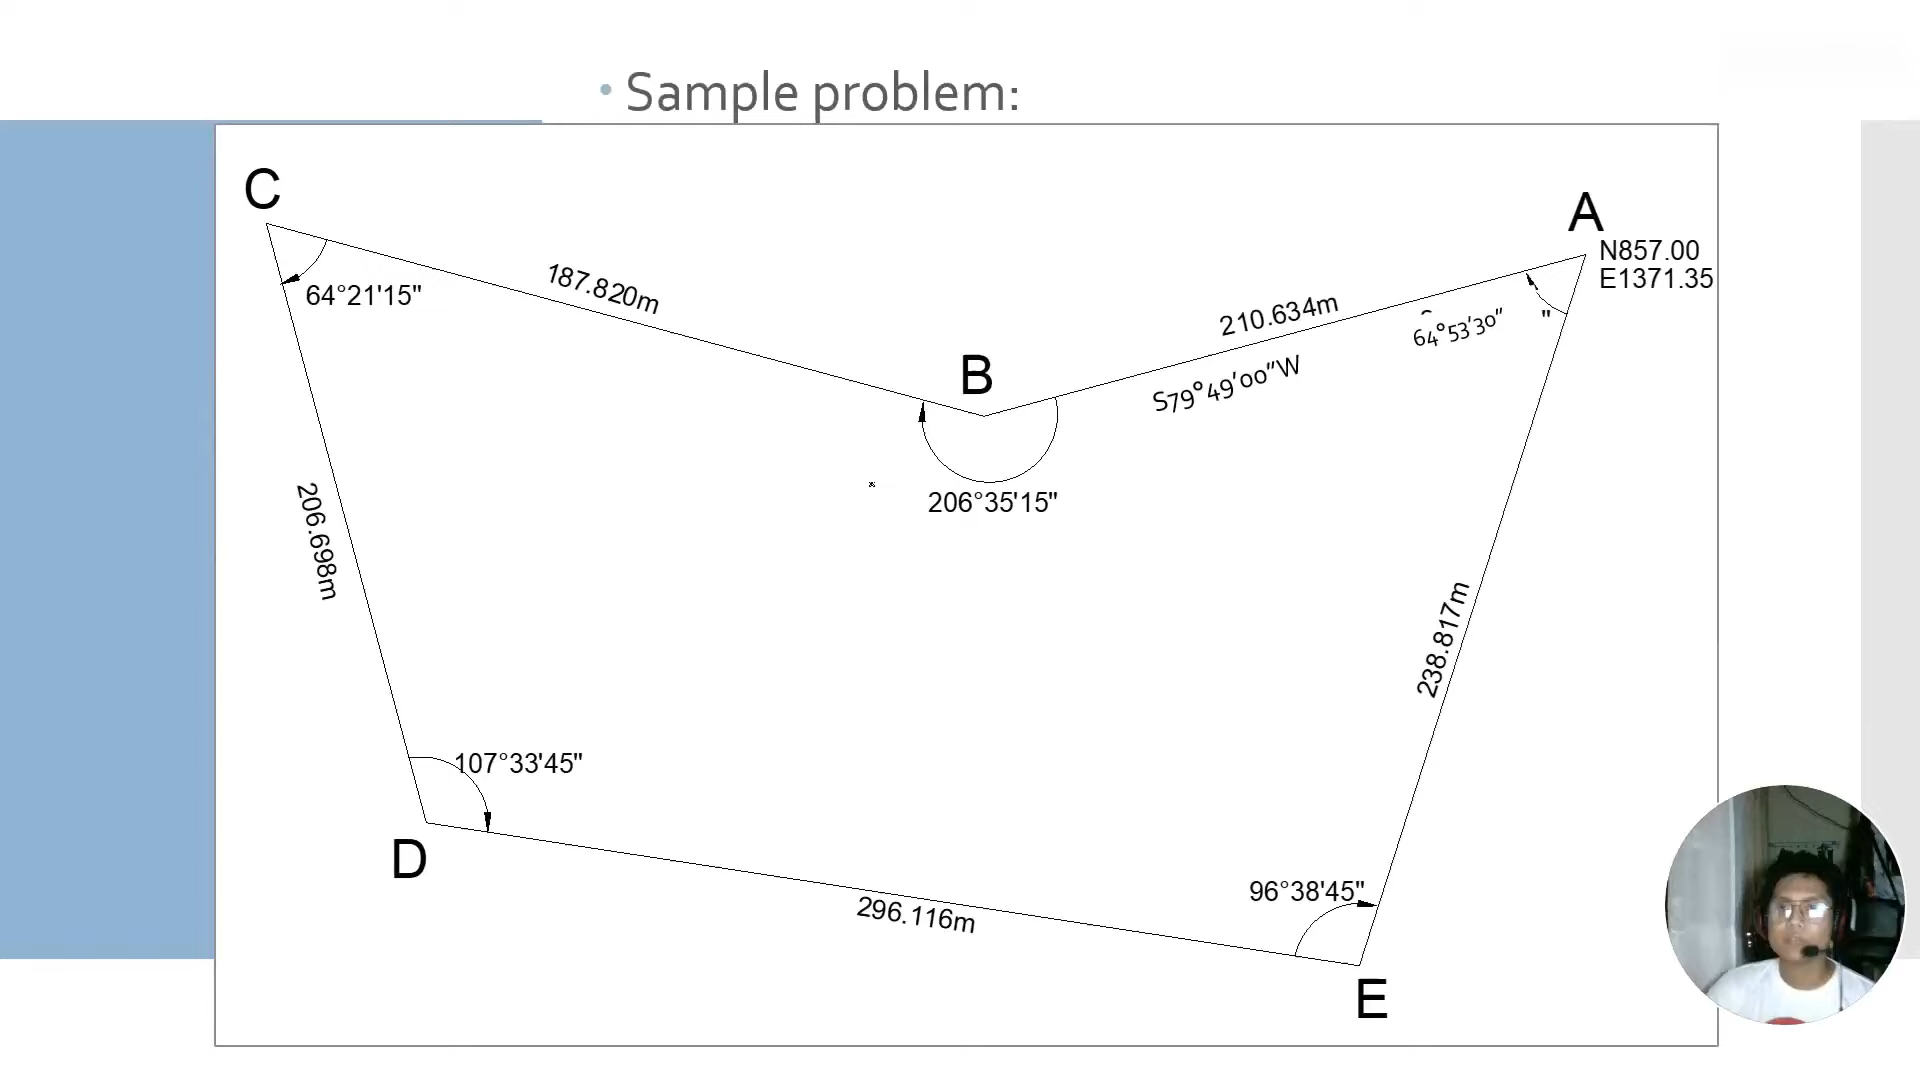 • Sample problem:
C
A
N857.00
E1371.35
187.820m
64°21'15"
210.634m
64°53'30"
"
B
S79°49'00"W
206°35'15"
206.698m
238.817m
107°33'45"
D
96°38'45"
296.116m
E